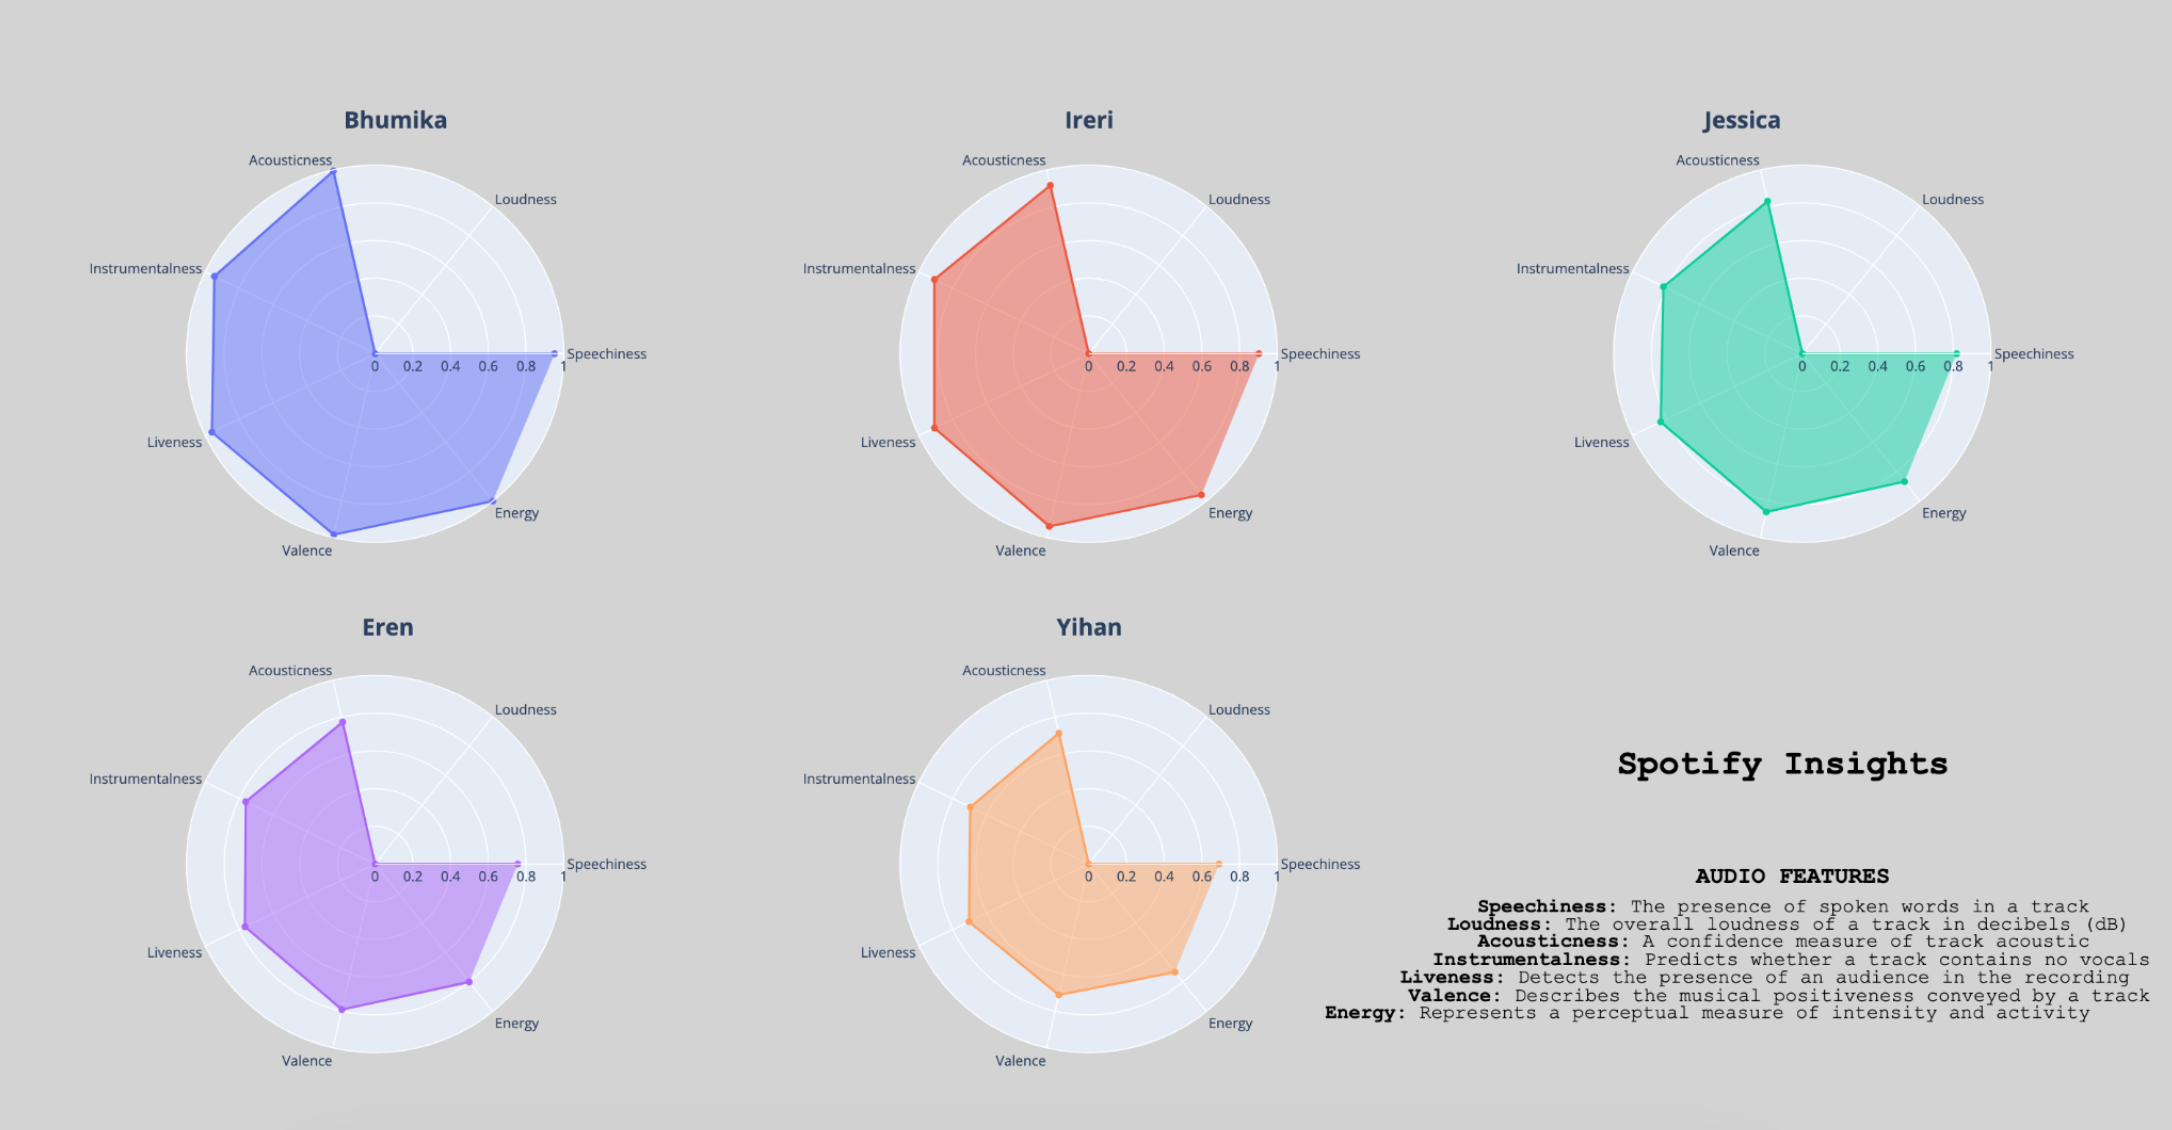 Bhumika
Acousticness
Loudness
Instrumentalness
Speechiness
0 0.2 0.4 0.6 0.8 1
Liveness
Energy
Valence
Ireri
Acousticness
Loudness
Instrumentalness
Speechiness
0 0.2 0.4 0.6 0.8 1
Liveness
Energy
Valence
Jessica
Acousticness
Loudness
Instrumentalness
Speechiness
0 0.2 0.4 0.6 0.8 1
Liveness
Energy
Valence
Eren
Acousticness
Loudness
Instrumentalness
Speechiness
0 0.2 0.4 0.6 0.8 1
Liveness
Energy
Valence
Yihan
Acousticness
Loudness
Instrumentalness
Speechiness
0 0.2 0.4 0.6 0.8 1
Liveness
Energy
Valence
Spotify Insights
AUDIO FEATURES
Speechiness: The presence of spoken words in a track
Loudness: The overall loudness of a track in decibels (dB)
Acousticness: A confidence measure of track acoustic
Instrumentalness: Predicts whether a track contains no vocals
Liveness: Detects the presence of an audience in the recording
Valence: Describes the musical positiveness conveyed by a track
Energy: Represents a perceptual measure of intensity and activity